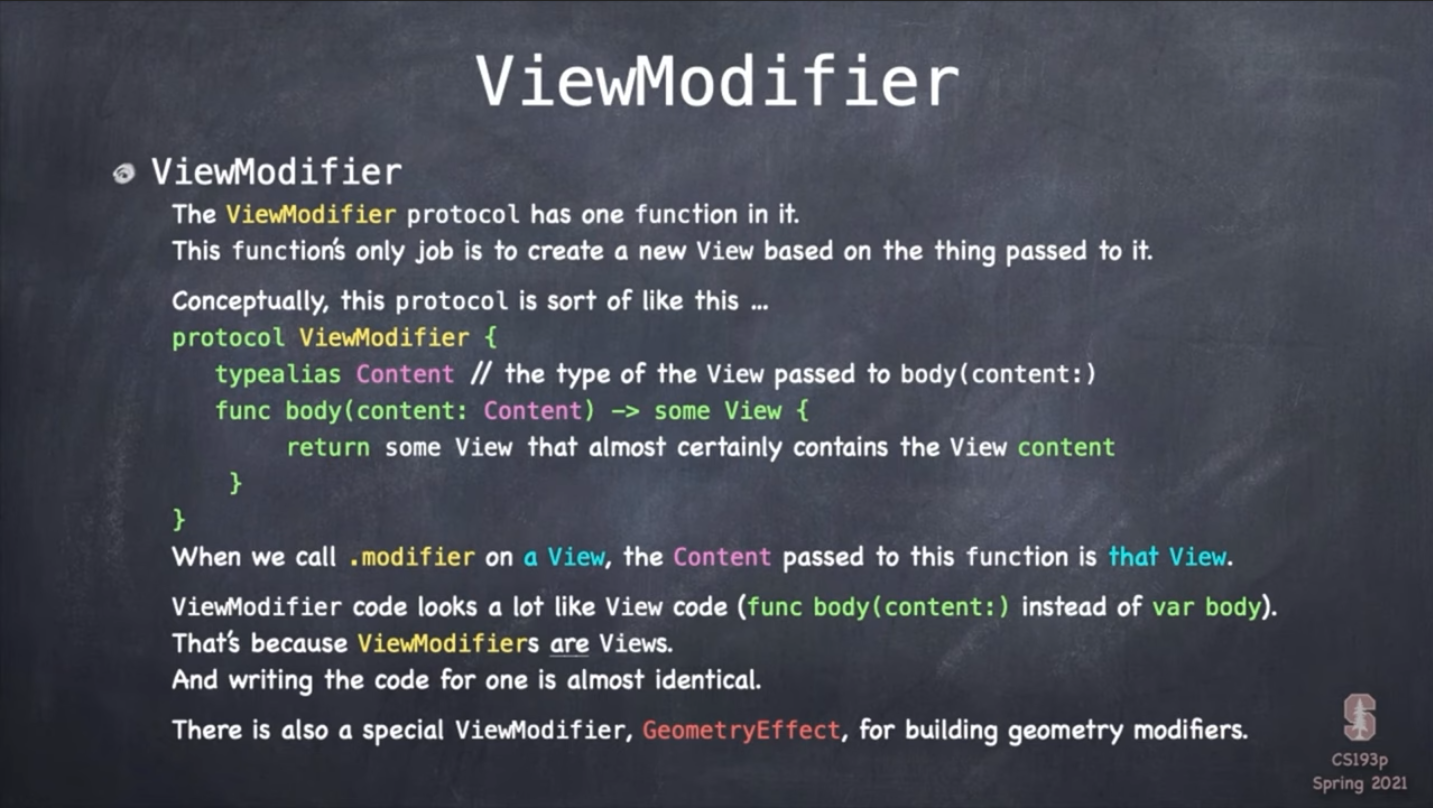 ViewModifier
ViewModifier
The ViewModifier protocol has one function in it.
This function's only job is to create a new View based on the thing passed to it.
Conceptually, this protocol is sort of like this ...
protocol ViewModifier {
typealias Content // the type of the View passed to body(content:)
func body(content: Content) -> some View {
return some View that almost certainly contains the View content
}
}
When we call .modifier on a View, the Content passed to this function is that View.
ViewModifier code looks a lot like View code (func body(content:) instead of var body).
That's because ViewModifiers are Views.
And writing the code for one is almost identical.
There is also a special ViewModifier, GeometryEffect, for building geometry modifiers.
S
CS193p
Spring 2021